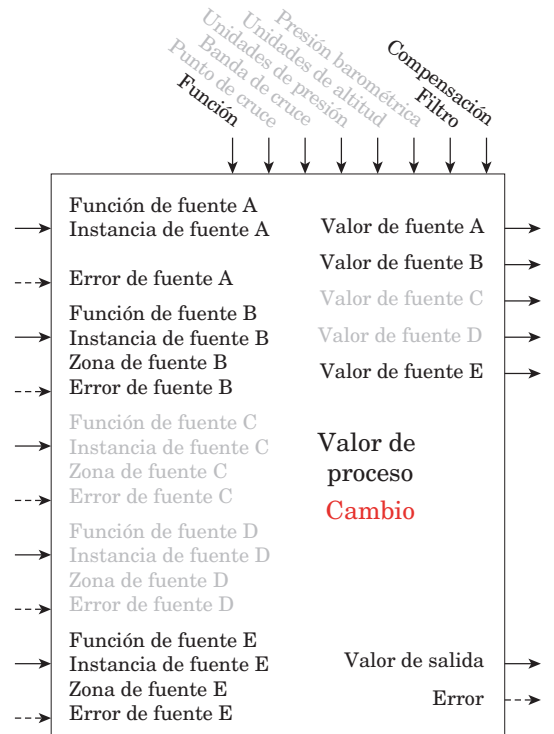 Función
Punto de cruce
Banda de cruce
Unidades de presión
Unidades de altitud
Presión barométrica
Filtro
Compensación
Función de fuente A
Instancia de fuente A
Error de fuente A
Función de fuente B
Instancia de fuente B
Zona de fuente B
Error de fuente B
Función de fuente C
Instancia de fuente C
Zona de fuente C
Error de fuente C
Función de fuente D
Instancia de fuente D
Zona de fuente D
Error de fuente D
Función de fuente E
Instancia de fuente E
Zona de fuente E
Error de fuente E
Valor de fuente A
Valor de fuente B
Valor de fuente C
Valor de fuente D
Valor de fuente E
Valor de
proceso
Cambio
Valor de salida
Error